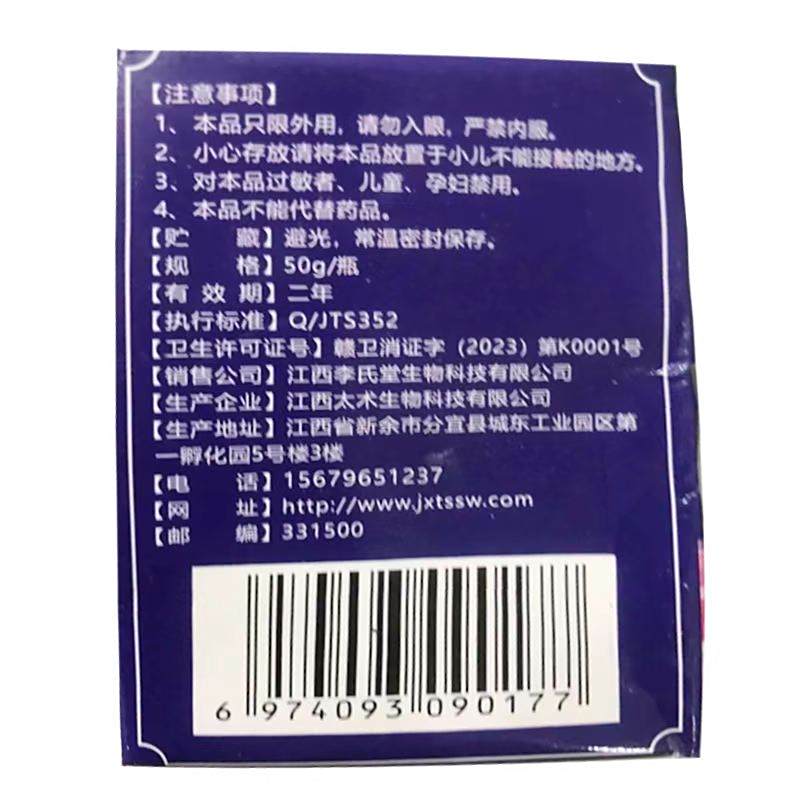 【注意事项】
1、本品只限外用，请勿入眼，严禁内服。
2、小心存放请将本品放置于小儿不能接触的地方。
3、对本品过敏者、儿童、孕妇禁用。
4、本品不能代替药品。
【贮 藏】避光，常温密封保存。
【规 格】50g/瓶
【有 效 期】二年
【执行标准】Q/JTS352
【卫生许可证号】赣卫消证字（2023）第K0001号
【销售公司】江西李氏堂生物科技有限公司
【生产企业】江西太术生物科技有限公司
【生产地址】江西省新余市分宜县城东工业园区第
一孵化园5号楼3楼
【电 话】15679651237
【网 址】http://www.jxtssw.com
【邮 编】331500
6 974093 090177